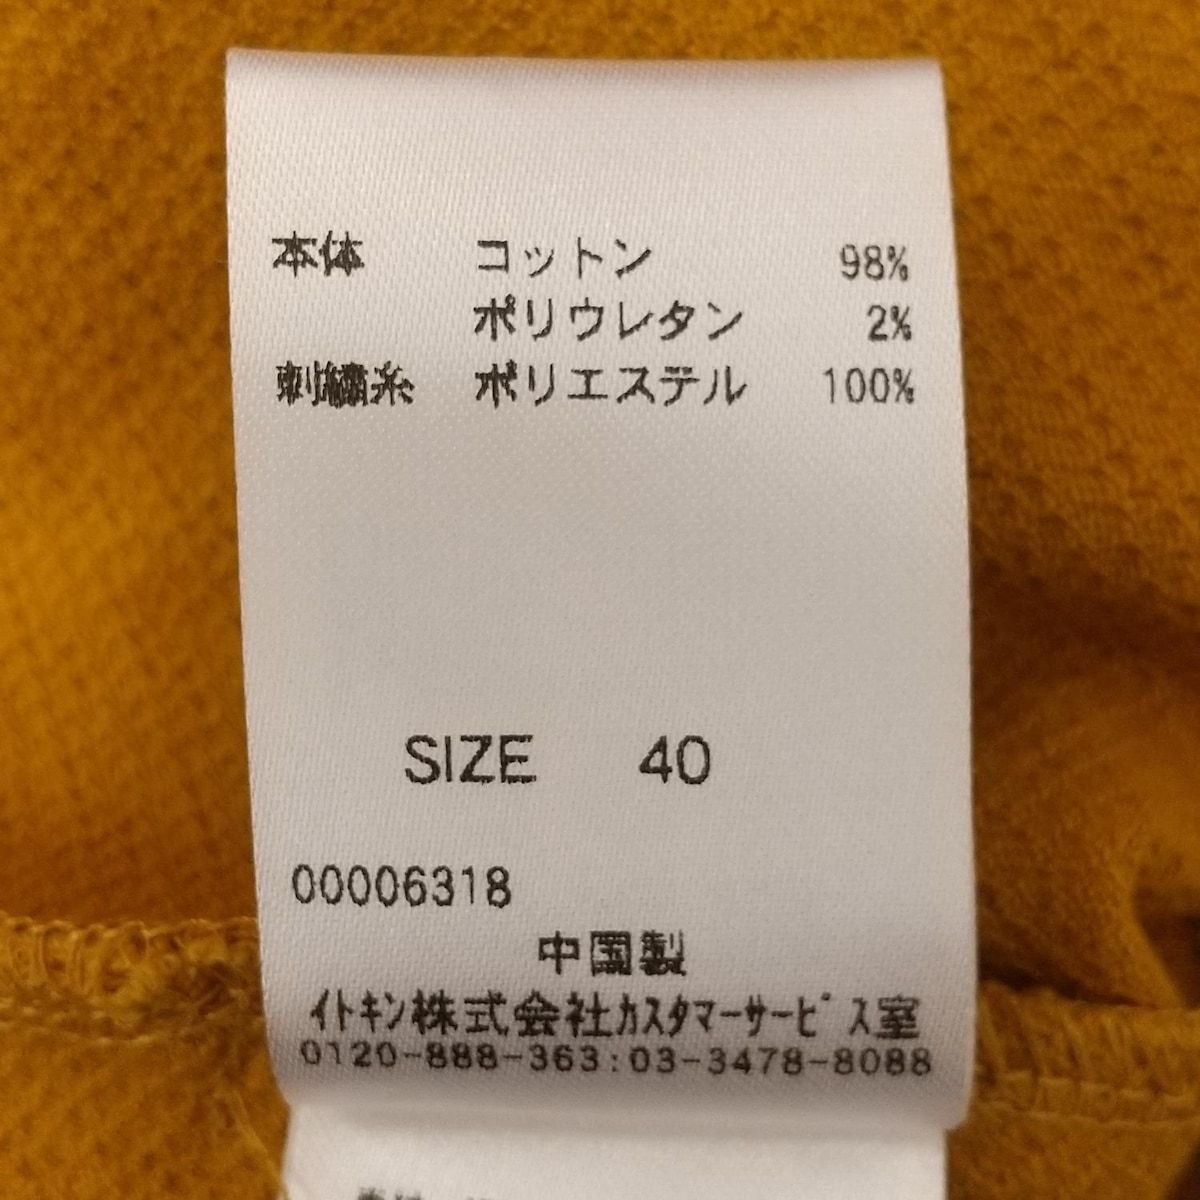 本体 コットン 98%
ポリウレタン 2%
刺繍糸 ポリエステル 100%
SIZE 40
00006318
中国製
イトキン株式会社カスタマーサービス室
0120-888-363:03-3478-8088